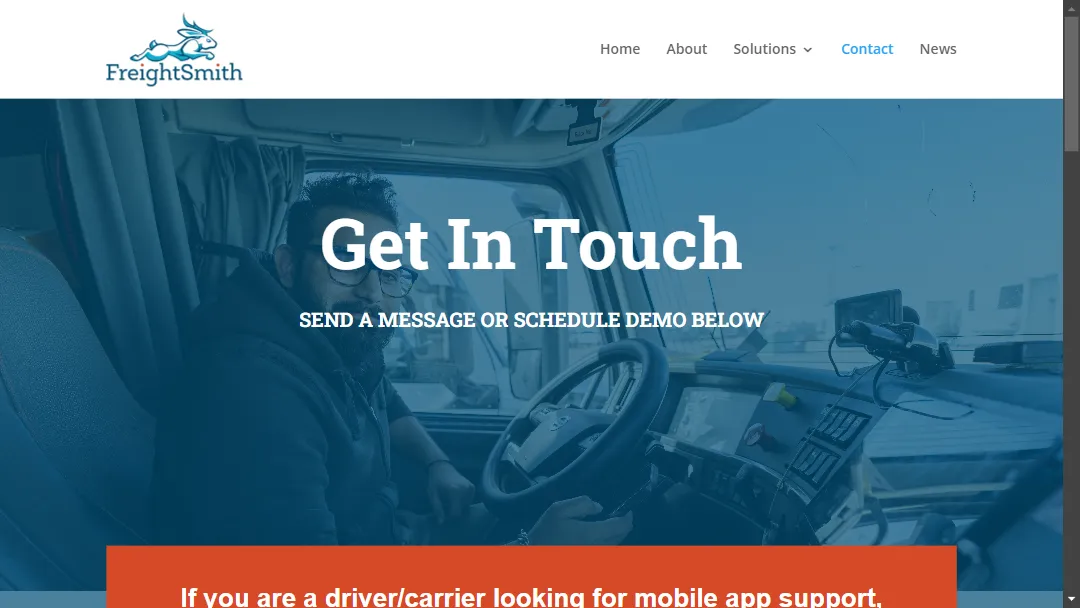 FreightSmith
Home
About
Solutions
Contact
News
Get In Touch
SEND A MESSAGE OR SCHEDULE DEMO BELOW
If you are a driver/carrier looking for mobile app support,